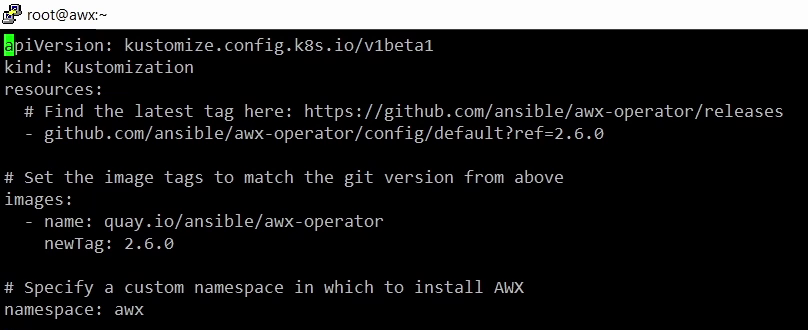 root@awx:~
apiVersion: kustomize.config.k8s.io/v1beta1
kind: Kustomization
resources:
  # Find the latest tag here: https://github.com/ansible/awx-operator/releases
  - github.com/ansible/awx-operator/config/default?ref=2.6.0

# Set the image tags to match the git version from above
images:
  - name: quay.io/ansible/awx-operator
    newTag: 2.6.0

# Specify a custom namespace in which to install AWX
namespace: awx